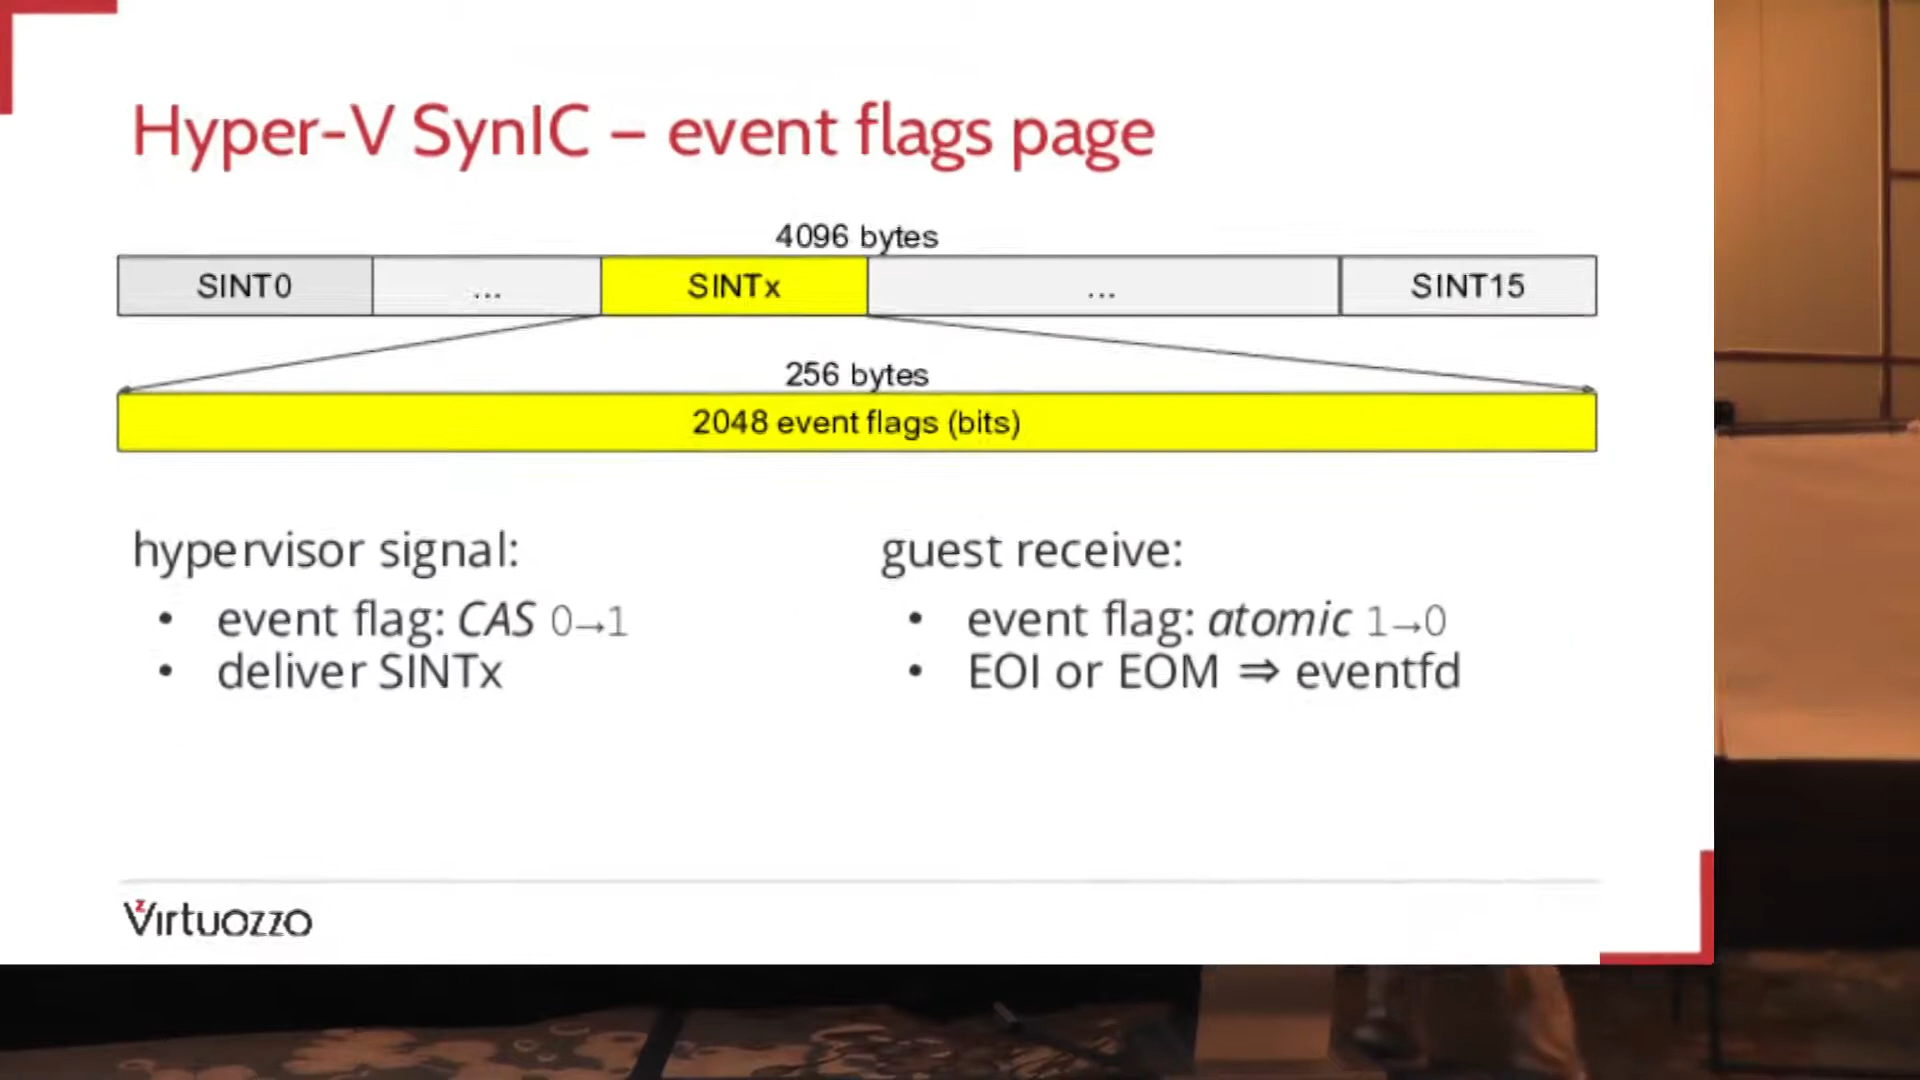 Hyper-V SynIC – event flags page
4096 bytes
SINT0 ... SINTx ... SINT15
256 bytes
2048 event flags (bits)
hypervisor signal:
• event flag: CAS 0→1
• deliver SINTx
guest receive:
• event flag: atomic 1→0
• EOI or EOM ⇒ eventfd
Virtuozzo